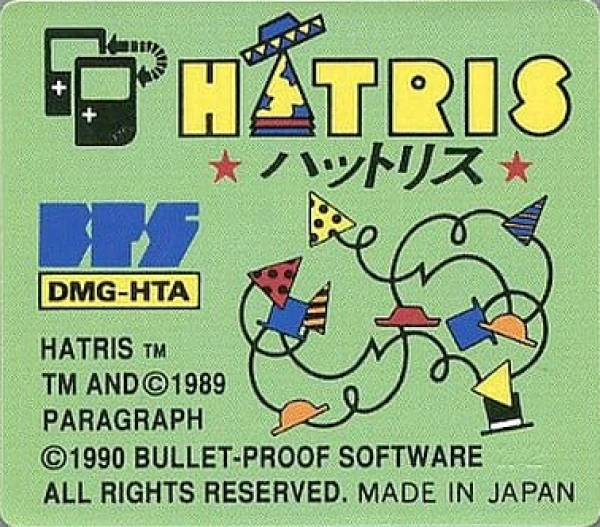 HATRIS
ハットリス
BPS
DMG-HTA
HATRIS TM
TM AND ©1989
PARAGRAPH
©1990 BULLET-PROOF SOFTWARE
ALL RIGHTS RESERVED. MADE IN JAPAN